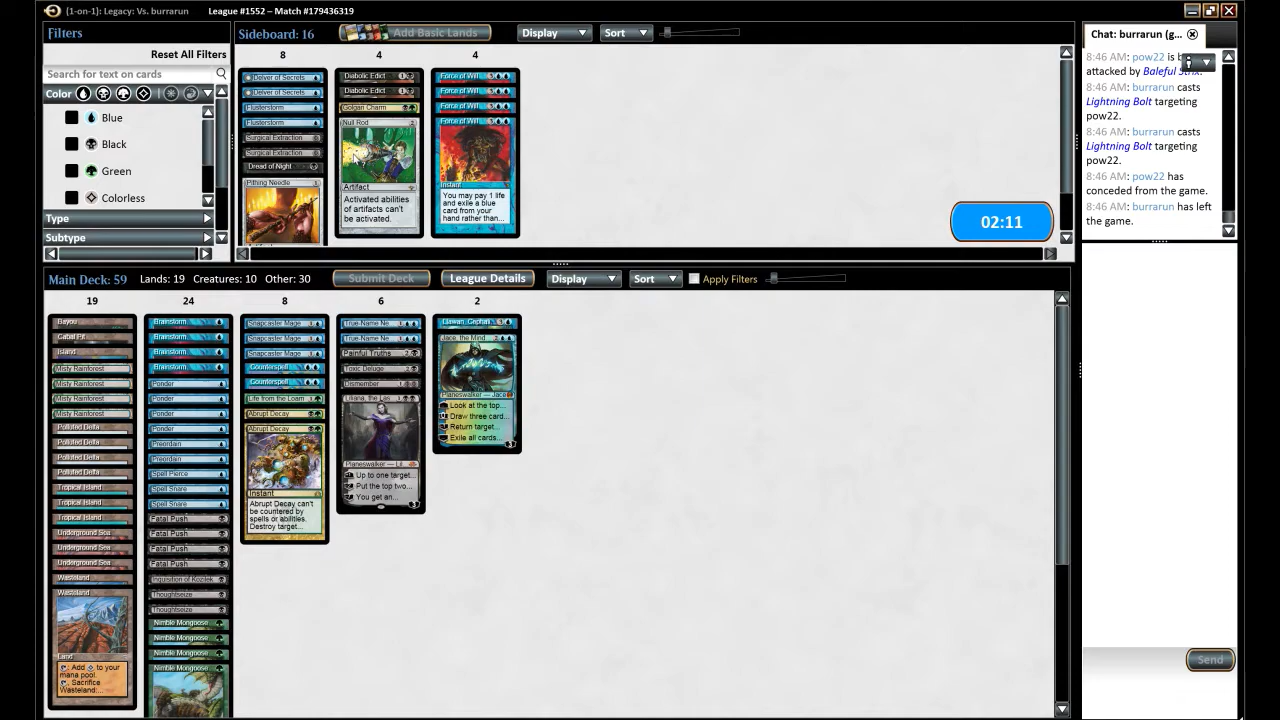 [1-on-1]: Legacy: Vs. burrarun League #1552 – Match #179436319
Filters
Reset All Filters
Search for text on cards
Color
Blue
Black
Green
Colorless
Type
Subtype
Sideboard: 16
Add Basic Lands
Display
Sort
8
4
4
Delver of Secrets
Delver of Secrets
Flusterstorm
Flusterstorm
Surgical Extraction
Surgical Extraction
Dread of Night
Pithing Needle
Diabolic Edict
Diabolic Edict
Golgari Charm
Null Rod
Artifact
Activated abilities
of artifacts can't
be activated.
Force of Will
Force of Will
Force of Will
Force of Will
Instant
You may pay 1 life
and exile a blue
card from your
hand rather than...
02:11
Main Deck: 59 Lands: 19 Creatures: 10 Other: 30
Submit Deck
League Details
Display
Sort
Apply Filters
19
24
8
6
2
Bayou
Cabal Pit
Island
Misty Rainforest
Misty Rainforest
Misty Rainforest
Misty Rainforest
Polluted Delta
Polluted Delta
Polluted Delta
Polluted Delta
Tropical Island
Tropical Island
Tropical Island
Underground Sea
Underground Sea
Underground Sea
Wasteland
Wasteland
Land
: Add to your
mana pool.
: Sacrifice
Wasteland:...
Brainstorm
Brainstorm
Brainstorm
Brainstorm
Ponder
Ponder
Ponder
Ponder
Preordain
Preordain
Spell Pierce
Spell Snare
Spell Snare
Fatal Push
Fatal Push
Fatal Push
Fatal Push
Inquisition of Kozilek
Thoughtseize
Thoughtseize
Nimble Mongoose
Nimble Mongoose
Nimble Mongoose
Nimble Mongoose
Snapcaster Mage
Snapcaster Mage
Snapcaster Mage
Counterspell
Counterspell
Life from the Loam
Abrupt Decay
Abrupt Decay
Instant
Abrupt Decay can't
be countered by
spells or abilities.
Destroy target...
True-Name Ne
True-Name Ne
Painful Truths
Toxic Deluge
Dismember
Liliana, the Las
Planeswalker — Lil
Up to one target...
Put the top two...
You get an...
Llawan, Cephali
Jace, the Mind
Planeswalker — Jace
Look at the top...
Draw three card...
Return target...
Exile all cards...
Chat: burrarun (g...
8:46 AM: pow22 is b
attacked by Baleful Strix.
8:46 AM: burrarun
casts
Lightning Bolt targeting
pow22.
8:46 AM: burrarun
casts
Lightning Bolt targeting
pow22.
8:46 AM: pow22 has
conceded from the game.
8:46 AM: burrarun has left
the game.
Send